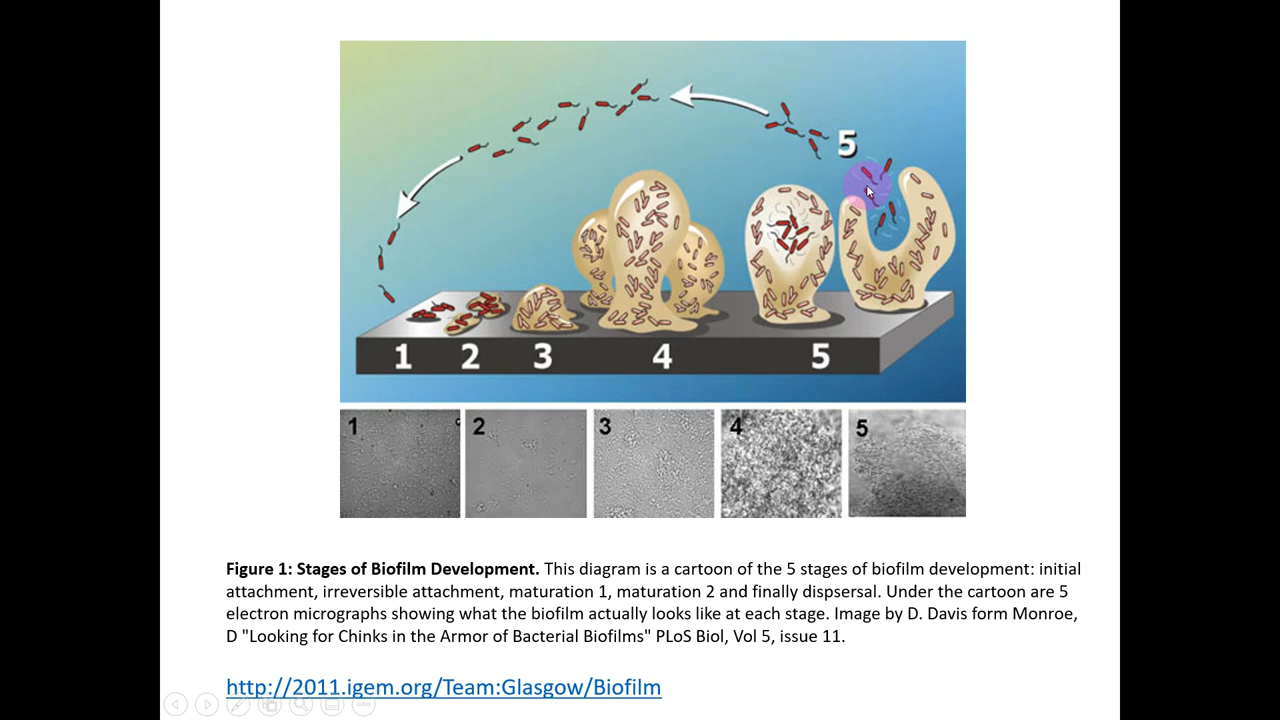 5
1 2 3 4 5
1 2 3 4 5
Figure 1: Stages of Biofilm Development. This diagram is a cartoon of the 5 stages of biofilm development: initial
attachment, irreversible attachment, maturation 1, maturation 2 and finally dispsersal. Under the cartoon are 5
electron micrographs showing what the biofilm actually looks like at each stage. Image by D. Davis form Monroe,
D "Looking for Chinks in the Armor of Bacterial Biofilms" PLoS Biol, Vol 5, issue 11.
http://2011.igem.org/Team:Glasgow/Biofilm